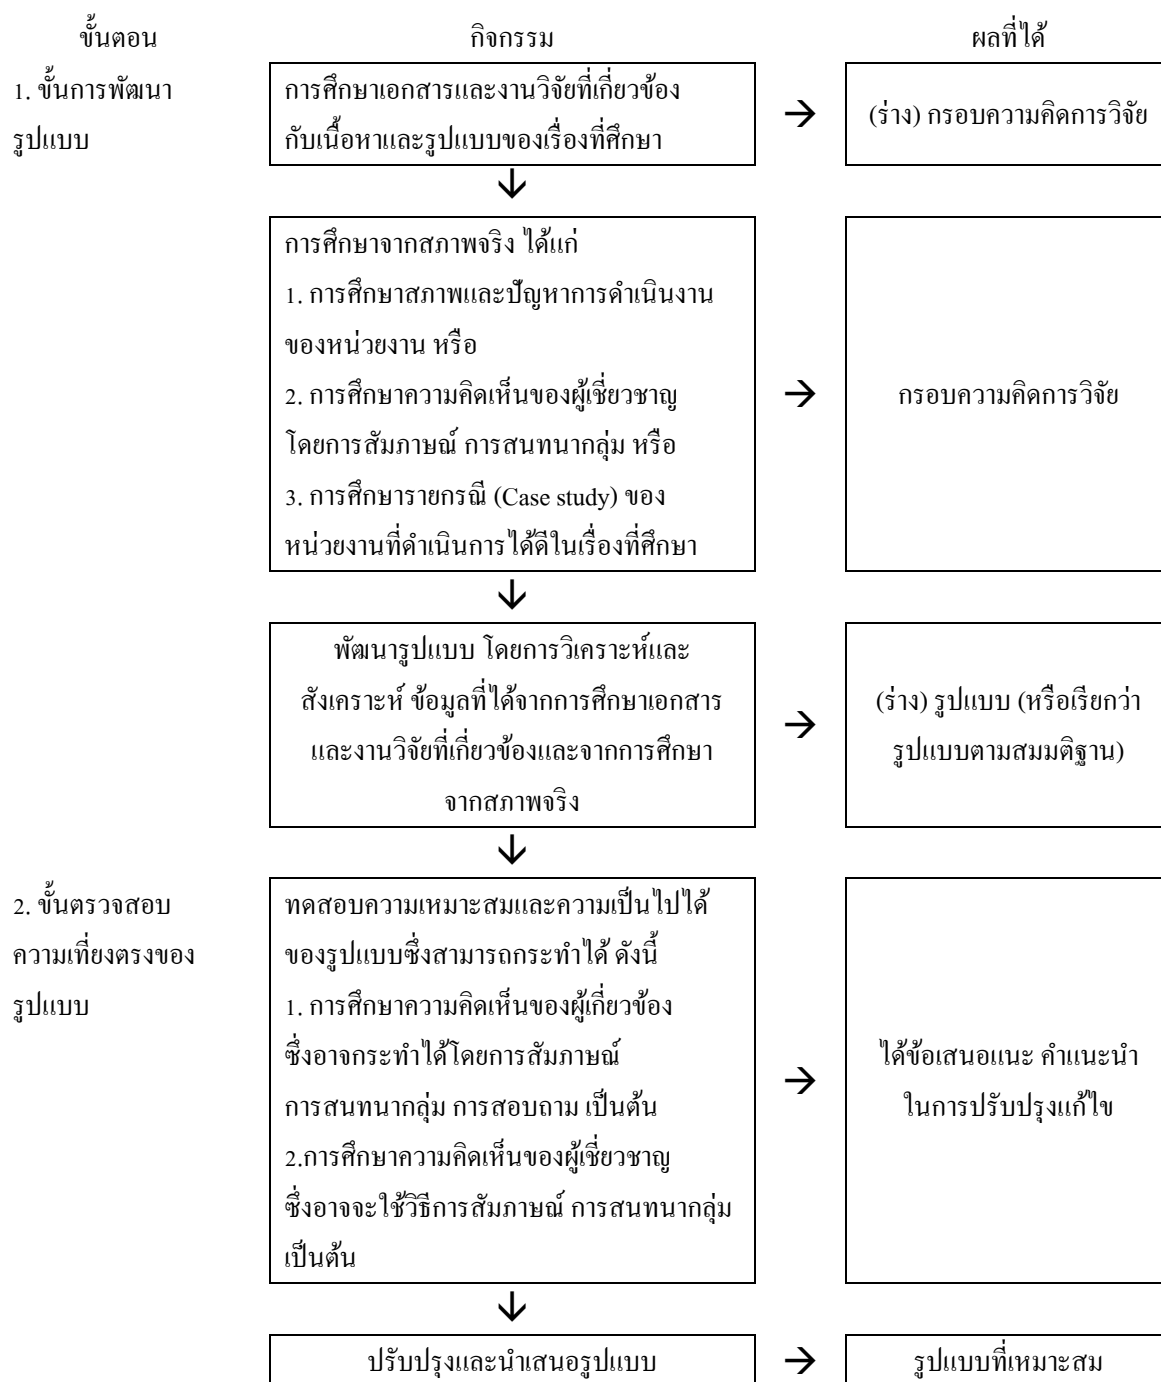 ขั้นตอน
กิจกรรม
ผลที่ได้
1. ขั้นการพัฒนา
รูปแบบ
การศึกษาเอกสารและงานวิจัยที่เกี่ยวข้อง
กับเนื้อหาและรูปแบบของเรื่องที่ศึกษา
→
(ร่าง) กรอบความคิดการวิจัย
↓
การศึกษาจากสภาพจริง ได้แก่
1. การศึกษาสภาพและปัญหาการดำเนินงาน
ของหน่วยงาน หรือ
2. การศึกษาความคิดเห็นของผู้เชี่ยวชาญ
โดยการสัมภาษณ์ การสนทนากลุ่ม หรือ
3. การศึกษารายกรณี (Case study) ของ
หน่วยงานที่ดำเนินการได้ดีในเรื่องที่ศึกษา
→
กรอบความคิดการวิจัย
↓
พัฒนารูปแบบ โดยการวิเคราะห์และ
สังเคราะห์ ข้อมูลที่ได้จากการศึกษาเอกสาร
และงานวิจัยที่เกี่ยวข้องและจากการศึกษา
จากสภาพจริง
→
(ร่าง) รูปแบบ (หรือเรียกว่า
รูปแบบตามสมมติฐาน)
↓
2. ขั้นตรวจสอบ
ความเที่ยงตรงของ
รูปแบบ
ทดสอบความเหมาะสมและความเป็นไปได้
ของรูปแบบซึ่งสามารถกระทำได้ ดังนี้
1. การศึกษาความคิดเห็นของผู้เกี่ยวข้อง
ซึ่งอาจกระทำได้โดยการสัมภาษณ์
การสนทนากลุ่ม การสอบถาม เป็นต้น
2.การศึกษาความคิดเห็นของผู้เชี่ยวชาญ
ซึ่งอาจจะใช้วิธีการสัมภาษณ์ การสนทนากลุ่ม
เป็นต้น
→
ได้ข้อเสนอแนะ คำแนะนำ
ในการปรับปรุงแก้ไข
↓
ปรับปรุงและนำเสนอรูปแบบ
→
รูปแบบที่เหมาะสม